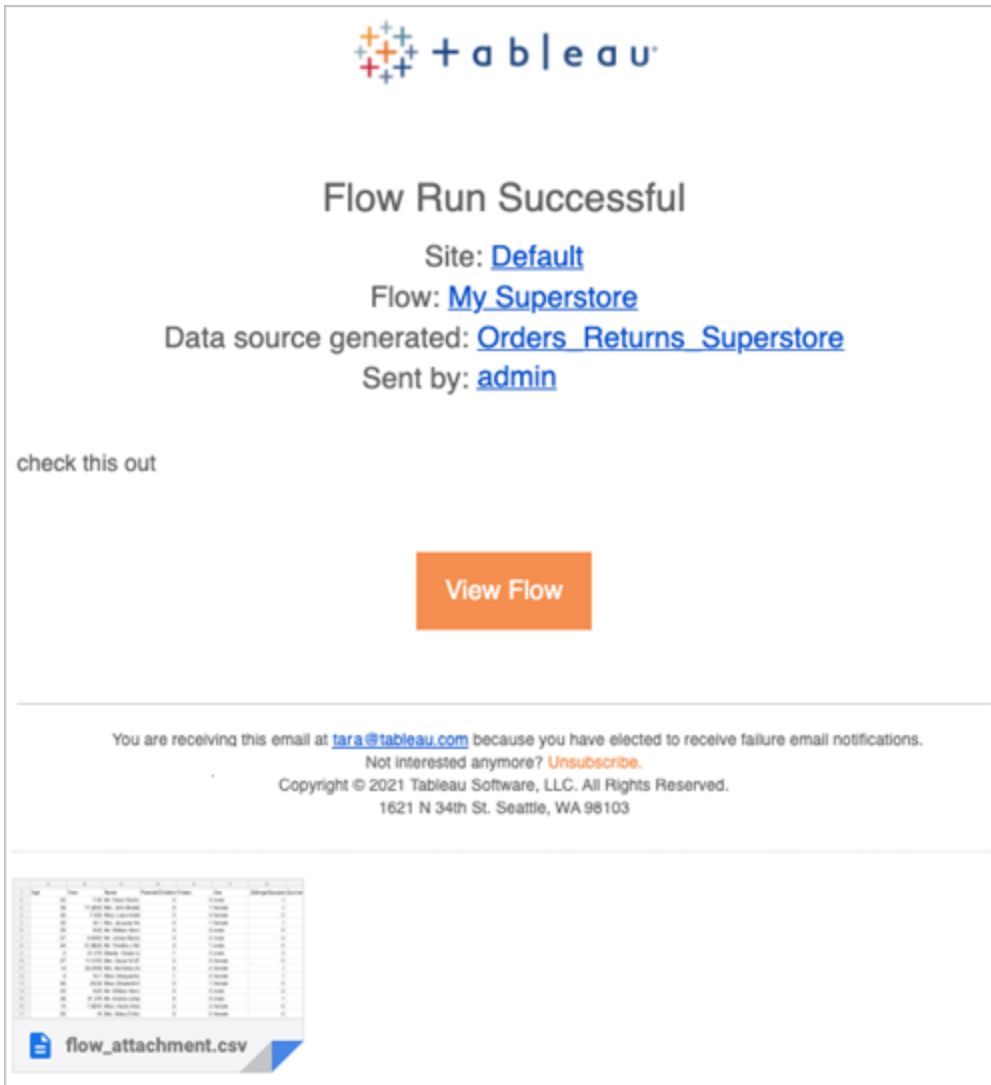 + a b | e a u
Flow Run Successful
Site: Default
Flow: My Superstore
Data source generated: Orders_Returns_Superstore
Sent by: admin
check this out
View Flow
You are receiving this email at tara@tableau.com because you have elected to receive failure email notifications.
Not interested anymore? Unsubscribe.
Copyright © 2021 Tableau Software, LLC. All Rights Reserved.
1621 N 34th St. Seattle, WA 98103
flow_attachment.csv